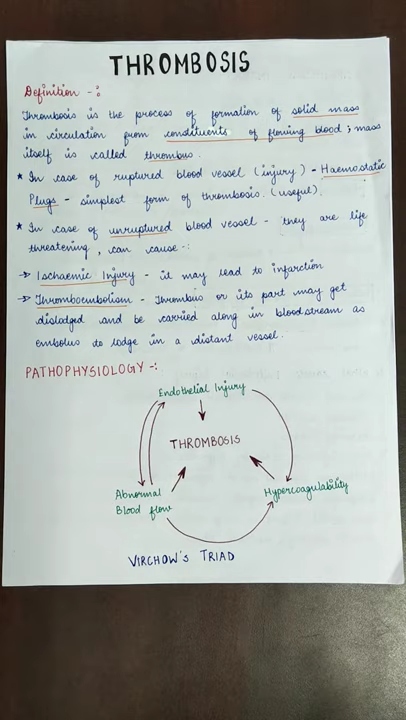 THROMBOSIS
Definition -:
Thrombosis is the process of formation of solid mass
in circulation from constituents of flowing blood ; mass
itself is called thrombus.
* In case of ruptured blood vessel (injury) - Haemostatic
Plugs - simplest form of thrombosis. (useful).
* In case of unruptured blood vessel - they are life
threatening, can cause -:
→ Ischaemic Injury - it may lead to infarction
→ Thromboembolism - Thrombus or its part may get
dislodged and be carried along in bloodstream as
embolus to lodge in a distant vessel.
PATHOPHYSIOLOGY -:
Endothelial Injury
THROMBOSIS
Abnormal
Blood flow
Hypercoagulability
VIRCHOW'S TRIAD